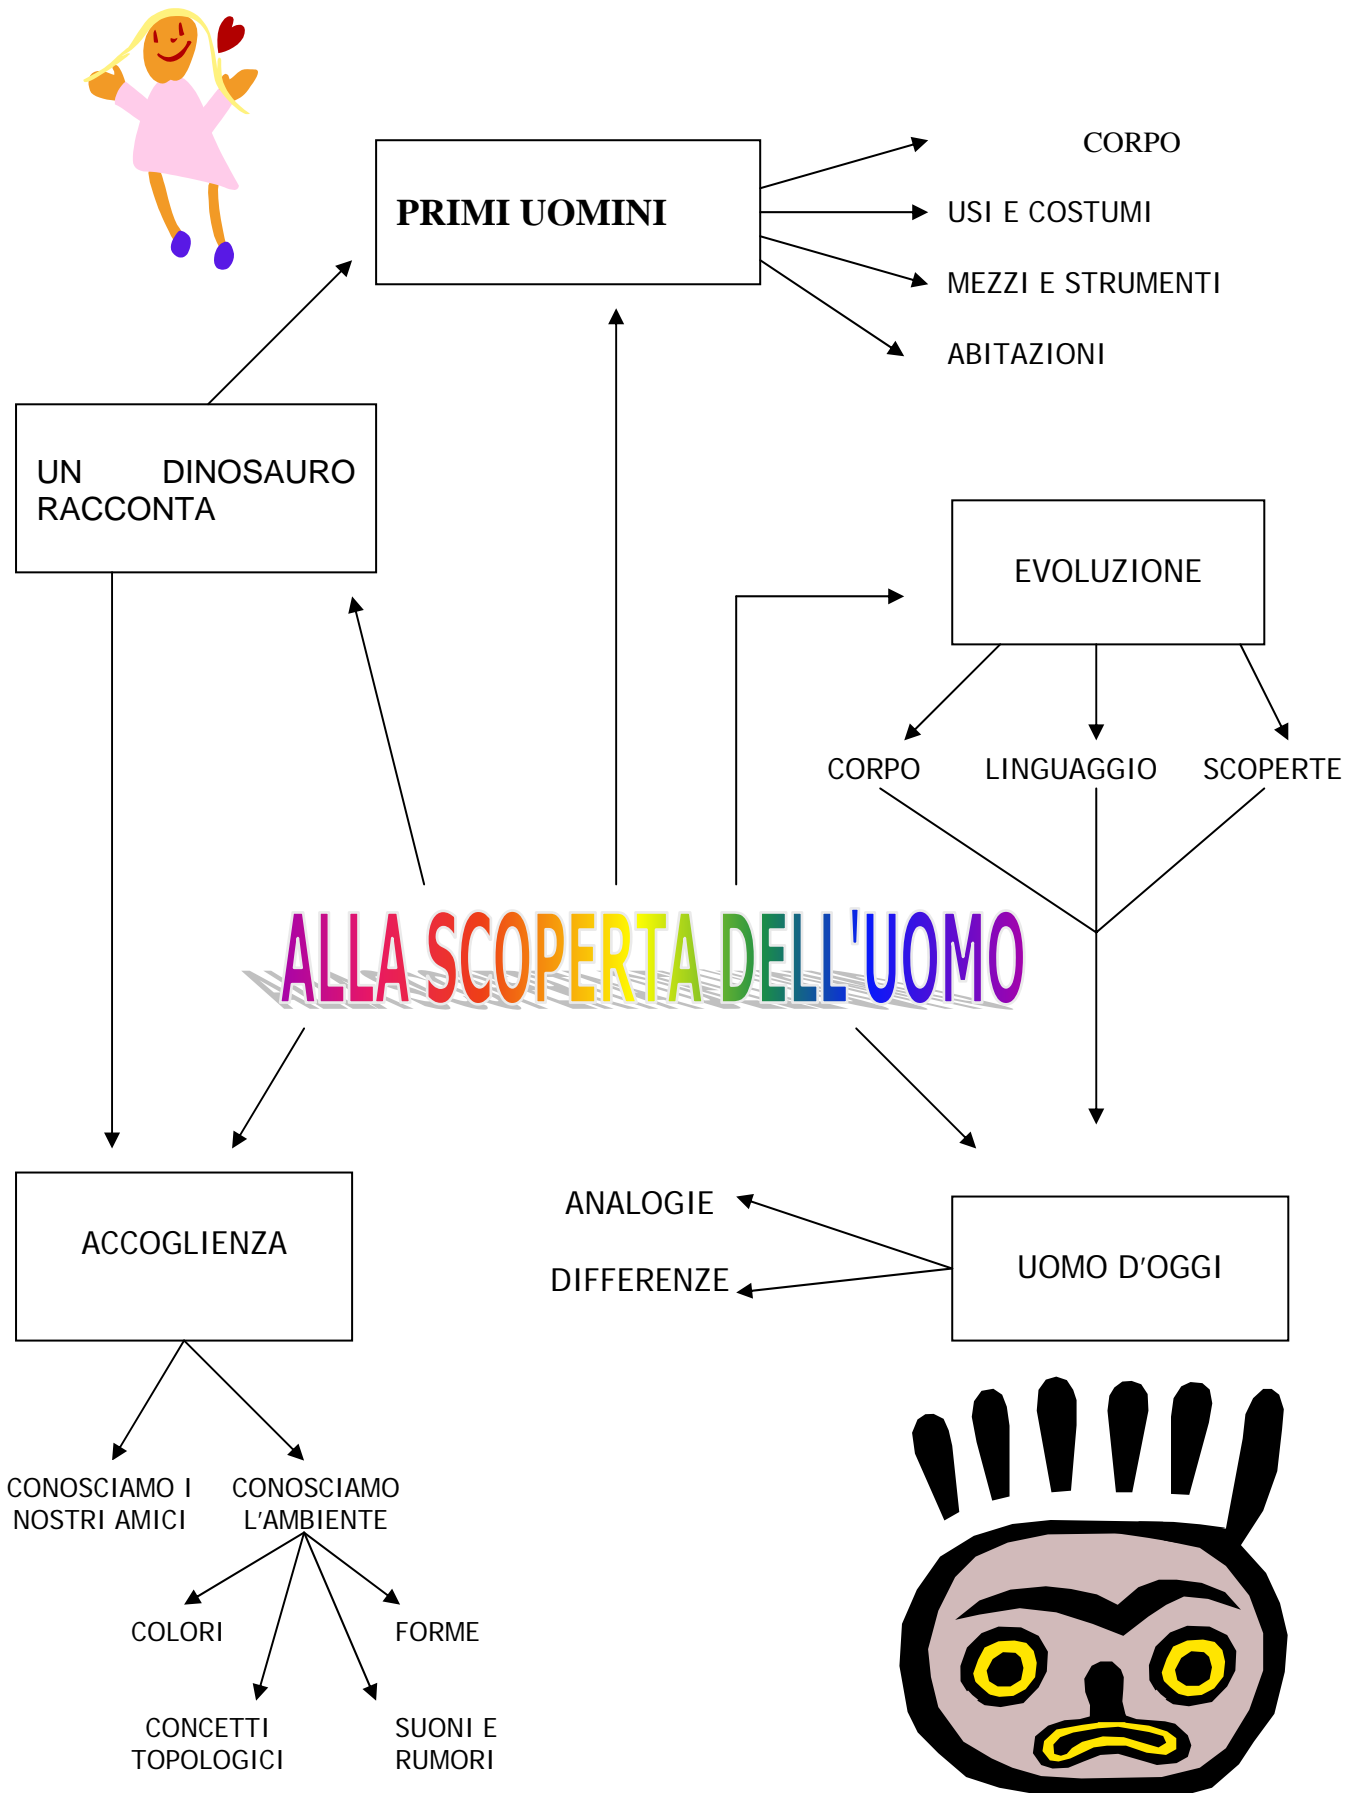 CORPO
PRIMI UOMINI
USI E COSTUMI
MEZZI E STRUMENTI
ABITAZIONI
UN DINOSAURO
RACCONTA
EVOLUZIONE
CORPO
LINGUAGGIO
SCOPERTE
ALLA SCOPERTA DELL'UOMO
ANALOGIE
DIFFERENZE
ACCOGLIENZA
UOMO D’OGGI
CONOSCIAMO I
NOSTRI AMICI
CONOSCIAMO
L'AMBIENTE
COLORI
FORME
CONCETTI
TOPOLOGICI
SUONI E
RUMORI